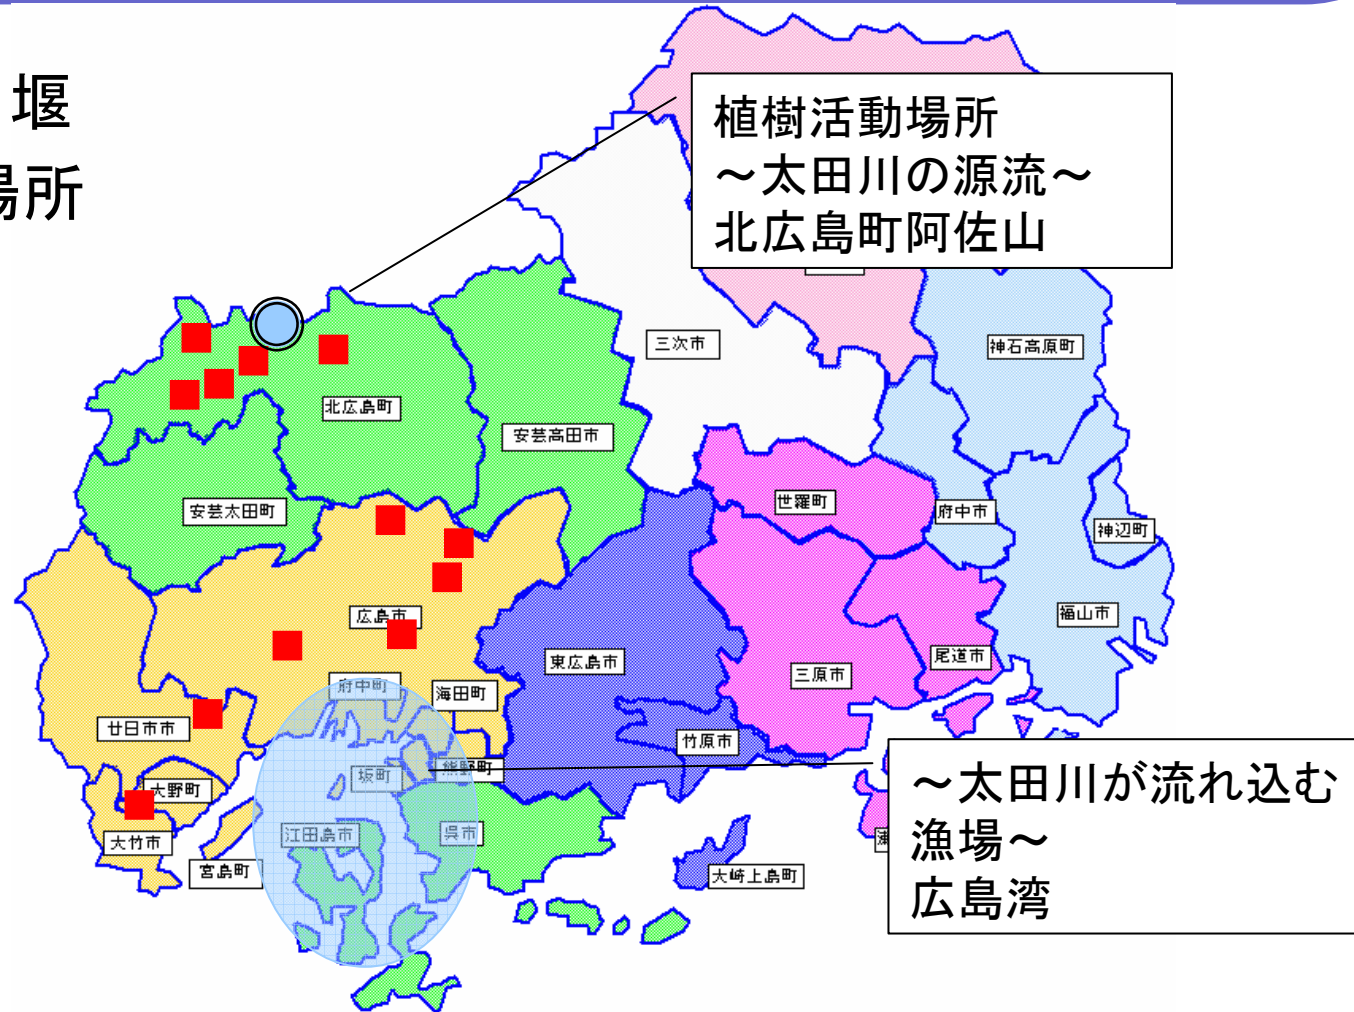 堰
場所
植樹活動場所
～太田川の源流～
北広島町阿佐山
三次市
神石高原町
北広島町
安芸高田市
世羅町
府中市
安芸太田町
神辺町
広島市
福山市
東広島市
尾道市
三原市
府中町
海田町
廿日市市
竹原市
熊野町
坂町
大野町
～太田川が流れ込む
漁場～
広島湾
江田島市
呉市
大竹市
宮島町
大崎上島町